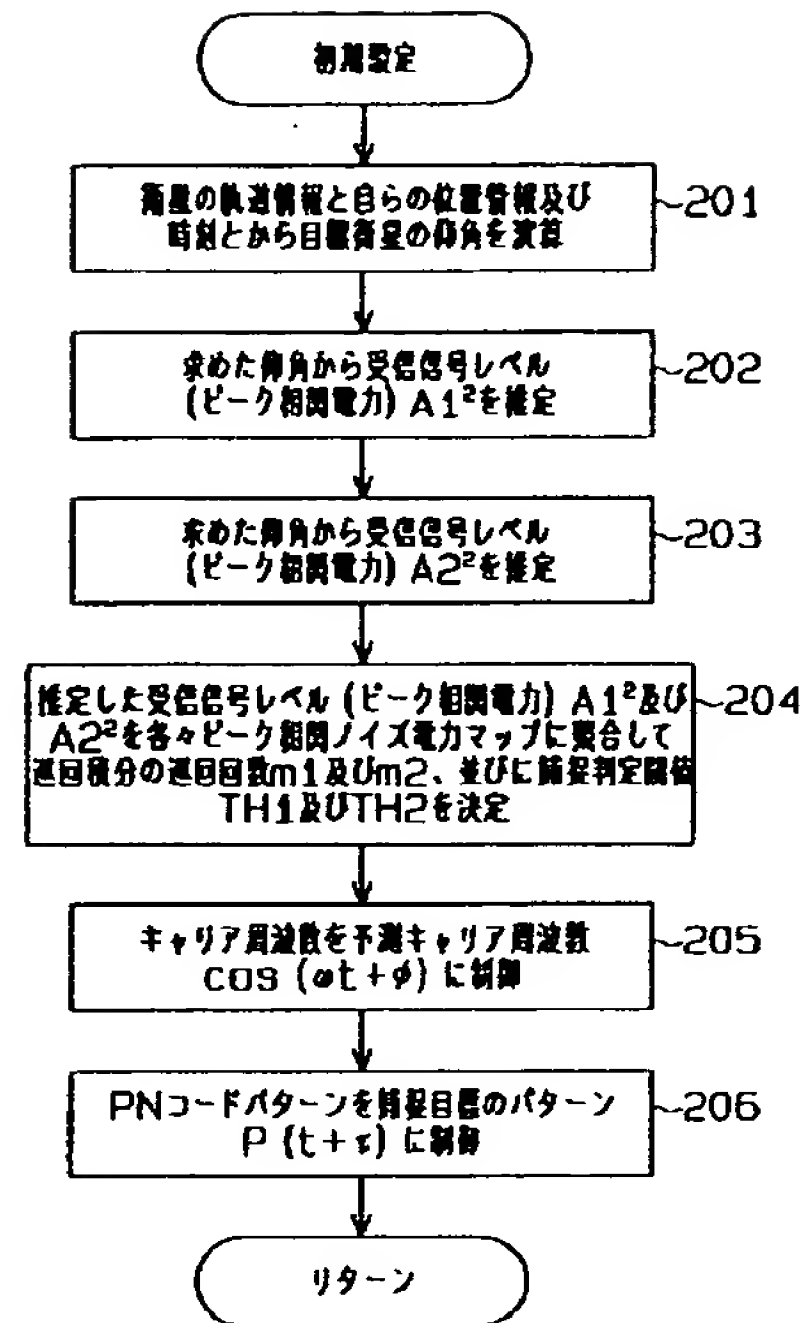 初期設定
衛星の軌道情報と自らの位置情報及び
201
時刻とから目標衛星の仰角を演算
求めた仰角から受信信号レベル
202
(ピーク相関電力) A1²を推定
求めた仰角から受信信号レベル
203
(ピーク相関電力) A2²を推定
推定した受信信号レベル (ピーク相関電力) A1²及び
204
A2²を各々ピーク相関ノイズ電力マップに照合して
巡回積分の巡回回数m1及びm2、並びに捕捉判定閾値
TH1及びTH2を決定
キャリア周波数を予測キャリア周波数
205
cos (ωt+φ) に制御
PNコードパターンを捕捉目標のパターン
206
P (t+τ) に制御
リターン